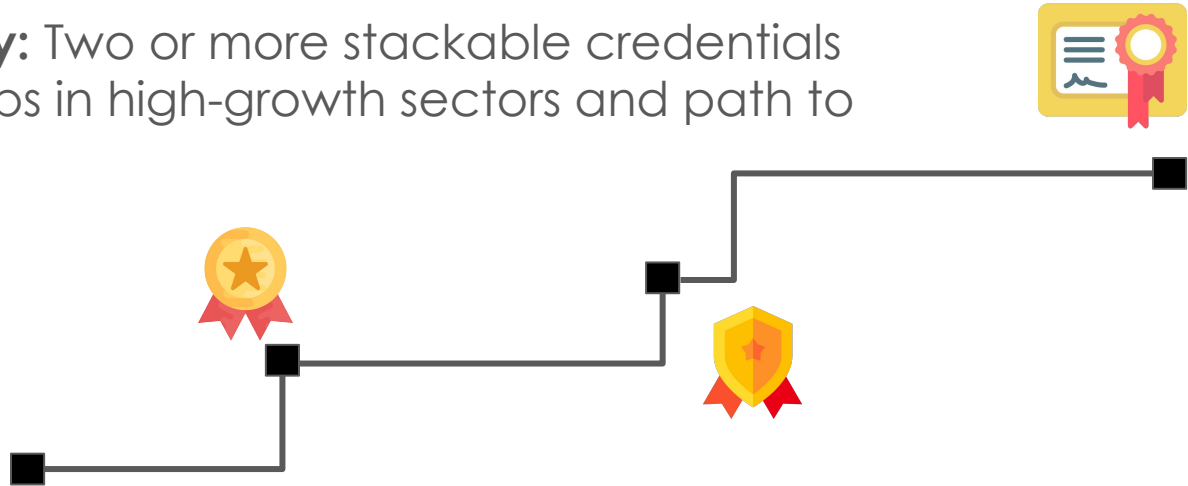 y: Two or more stackable credentials
os in high-growth sectors and path to